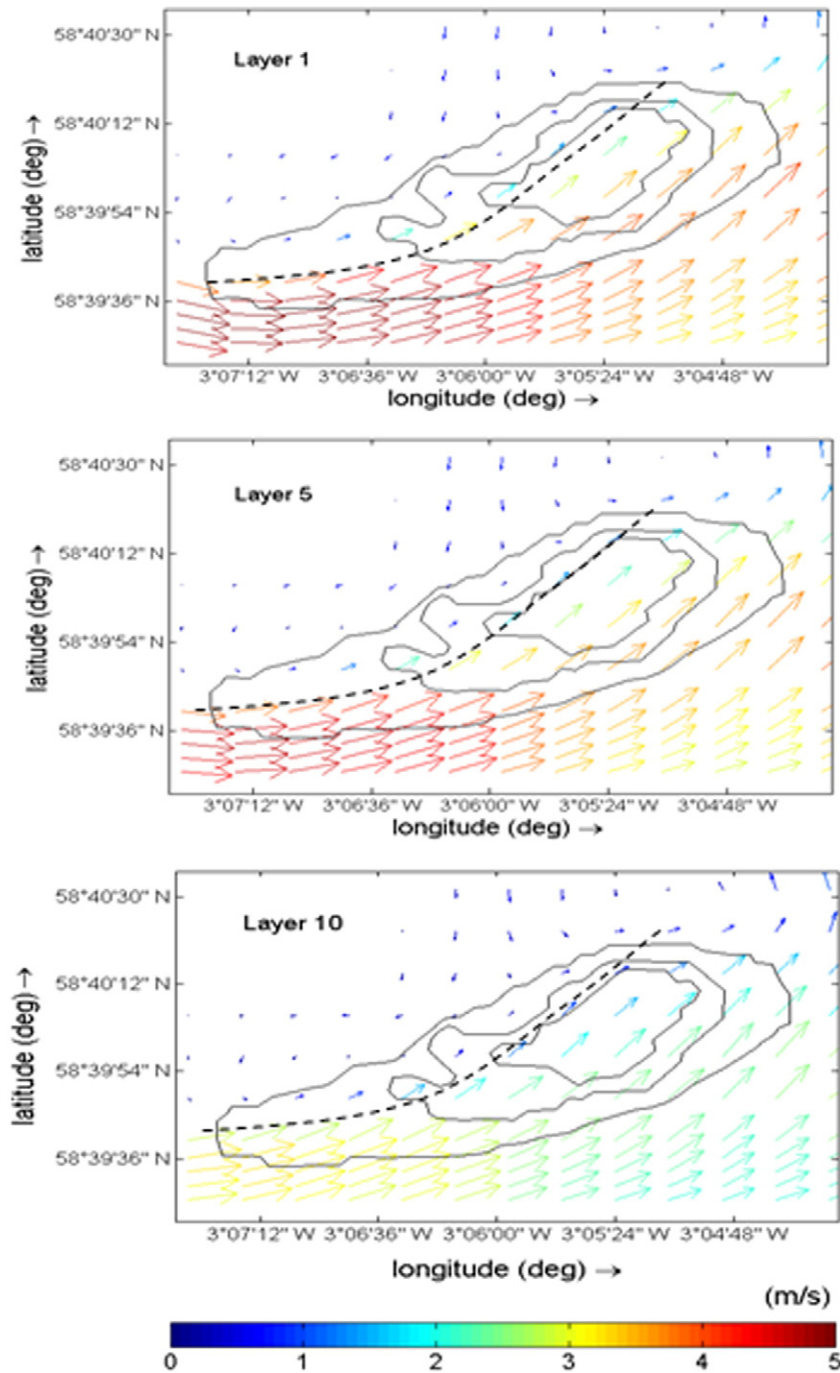 58°40'30" N
Layer 1
58°40'12" N
58°39'54" N
58°39'36" N
latitude (deg) →
3°07'12" W 3°06'36" W 3°06'00" W 3°05'24" W 3°04'48" W
longitude (deg) →
58°40'30" N
Layer 5
58°40'12" N
58°39'54" N
58°39'36" N
latitude (deg) →
3°07'12" W 3°06'36" W 3°06'00" W 3°05'24" W 3°04'48" W
longitude (deg) →
58°40'30" N
Layer 10
58°40'12" N
58°39'54" N
58°39'36" N
latitude (deg) →
3°07'12" W 3°06'36" W 3°06'00" W 3°05'24" W 3°04'48" W
longitude (deg) →
(m/s)
0 1 2 3 4 5